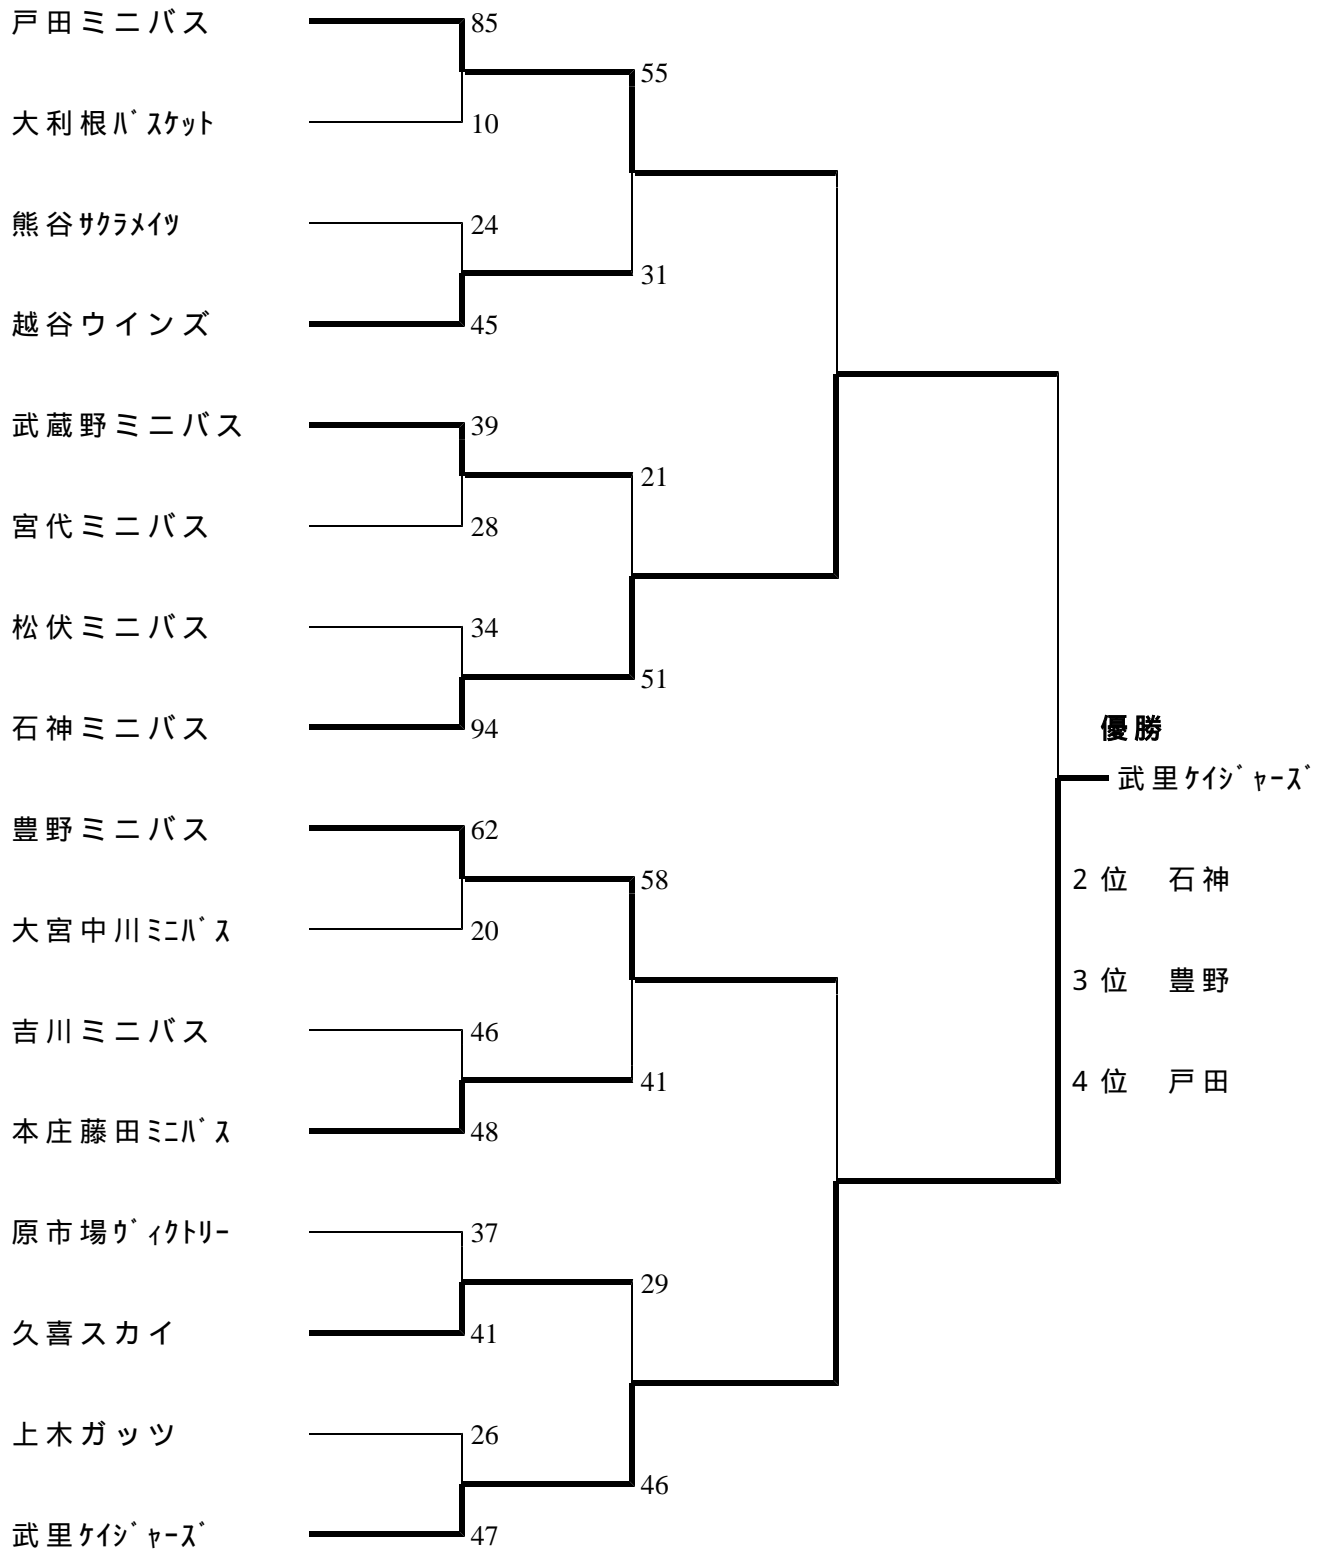 戸田ミニバス
85
55
大利根ﾊﾞｽｹｯﾄ
10
熊谷ｻｸﾗﾒｲﾂ
24
31
越谷ウインズ
45
武蔵野ミニバス
39
21
宮代ミニバス
28
松伏ミニバス
34
51
石神ミニバス
94
優勝
武里ｹｲｼﾞｬｰｽﾞ
豊野ミニバス
62
58
2位 石神
大宮中川ﾐﾆﾊﾞｽ
20
3位 豊野
吉川ミニバス
46
41
4位 戸田
本庄藤田ﾐﾆﾊﾞｽ
48
原市場ｳﾞｨｸﾄﾘｰ
37
29
久喜スカイ
41
上木ガッツ
26
46
武里ｹｲｼﾞｬｰｽﾞ
47